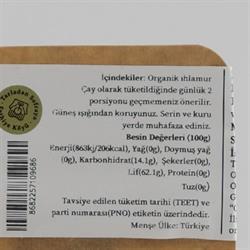 İçindekiler: Organik ıhlamur
Çay olarak tüketildiğinde günlük 2
porsiyonu geçmemeniz önerilir.
Güneş ışığından koruyunuz. Serin ve kuru
yerde muhafaza ediniz.
Besin Değerleri (100g)
Enerji(863kj/206kcal), Yağ(0g), Doymuş yağ
(0g), Karbonhidrat(14.1g), Şekerler(0g),
Lif(62.1g), Protein(0g)
Tuz(0g)
Tavsiye edilen tüketim tarihi (TEET) ve
parti numarası(PNO) etiketin üzerindedir.
Menşe Ülke: Türkiye
Tarladan Sofraya
8682257109686